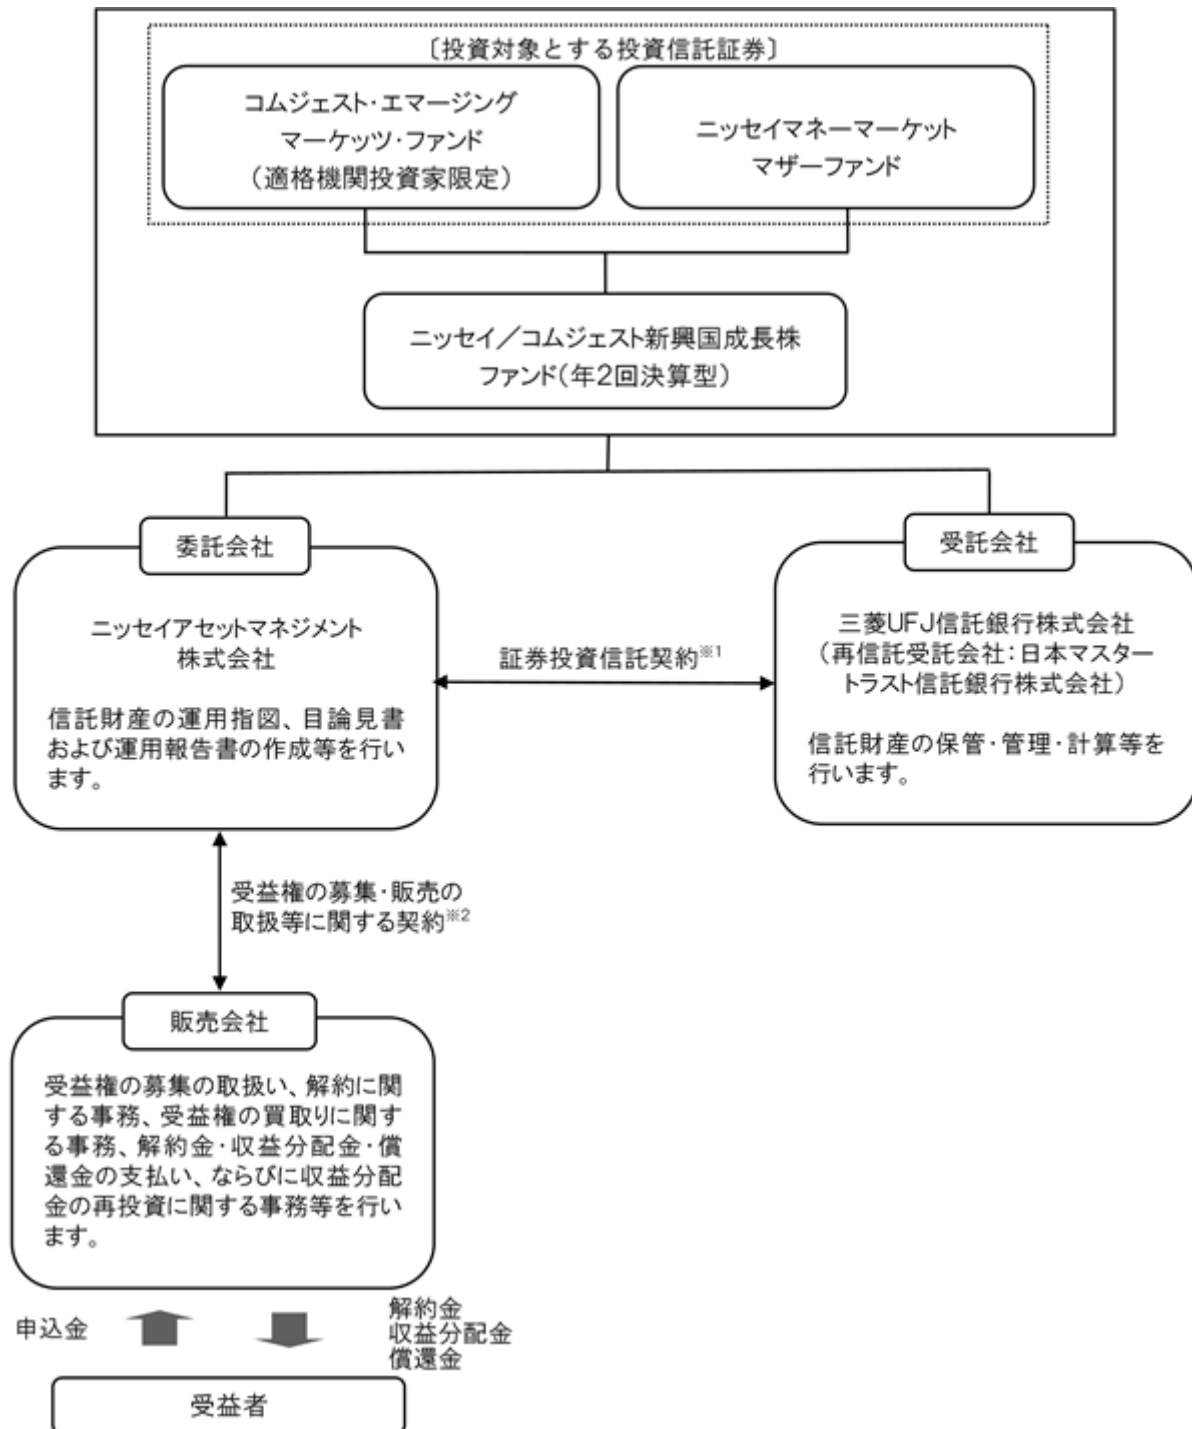 〔投資対象とする投資信託証券〕
コムジェスト・エマージング
マーケッツ・ファンド
（適格機関投資家限定）
ニッセイマネーマーケット
マザーファンド
ニッセイ／コムジェスト新興国成長株
ファンド（年2回決算型）
委託会社
ニッセイアセットマネジメント
株式会社
信託財産の運用指図、目論見書
および運用報告書の作成等を行い
ます。
証券投資信託契約※1
受託会社
三菱UFJ信託銀行株式会社
（再信託受託会社：日本マスター
トラスト信託銀行株式会社）
信託財産の保管・管理・計算等を
行います。
受益権の募集・販売の
取扱等に関する契約※2
販売会社
受益権の募集の取扱い、解約に関
する事務、受益権の買取りに関す
る事務、解約金・収益分配金・償
還金の支払い、ならびに収益分配
金の再投資に関する事務等を行い
ます。
申込金
解約金
収益分配金
償還金
受益者